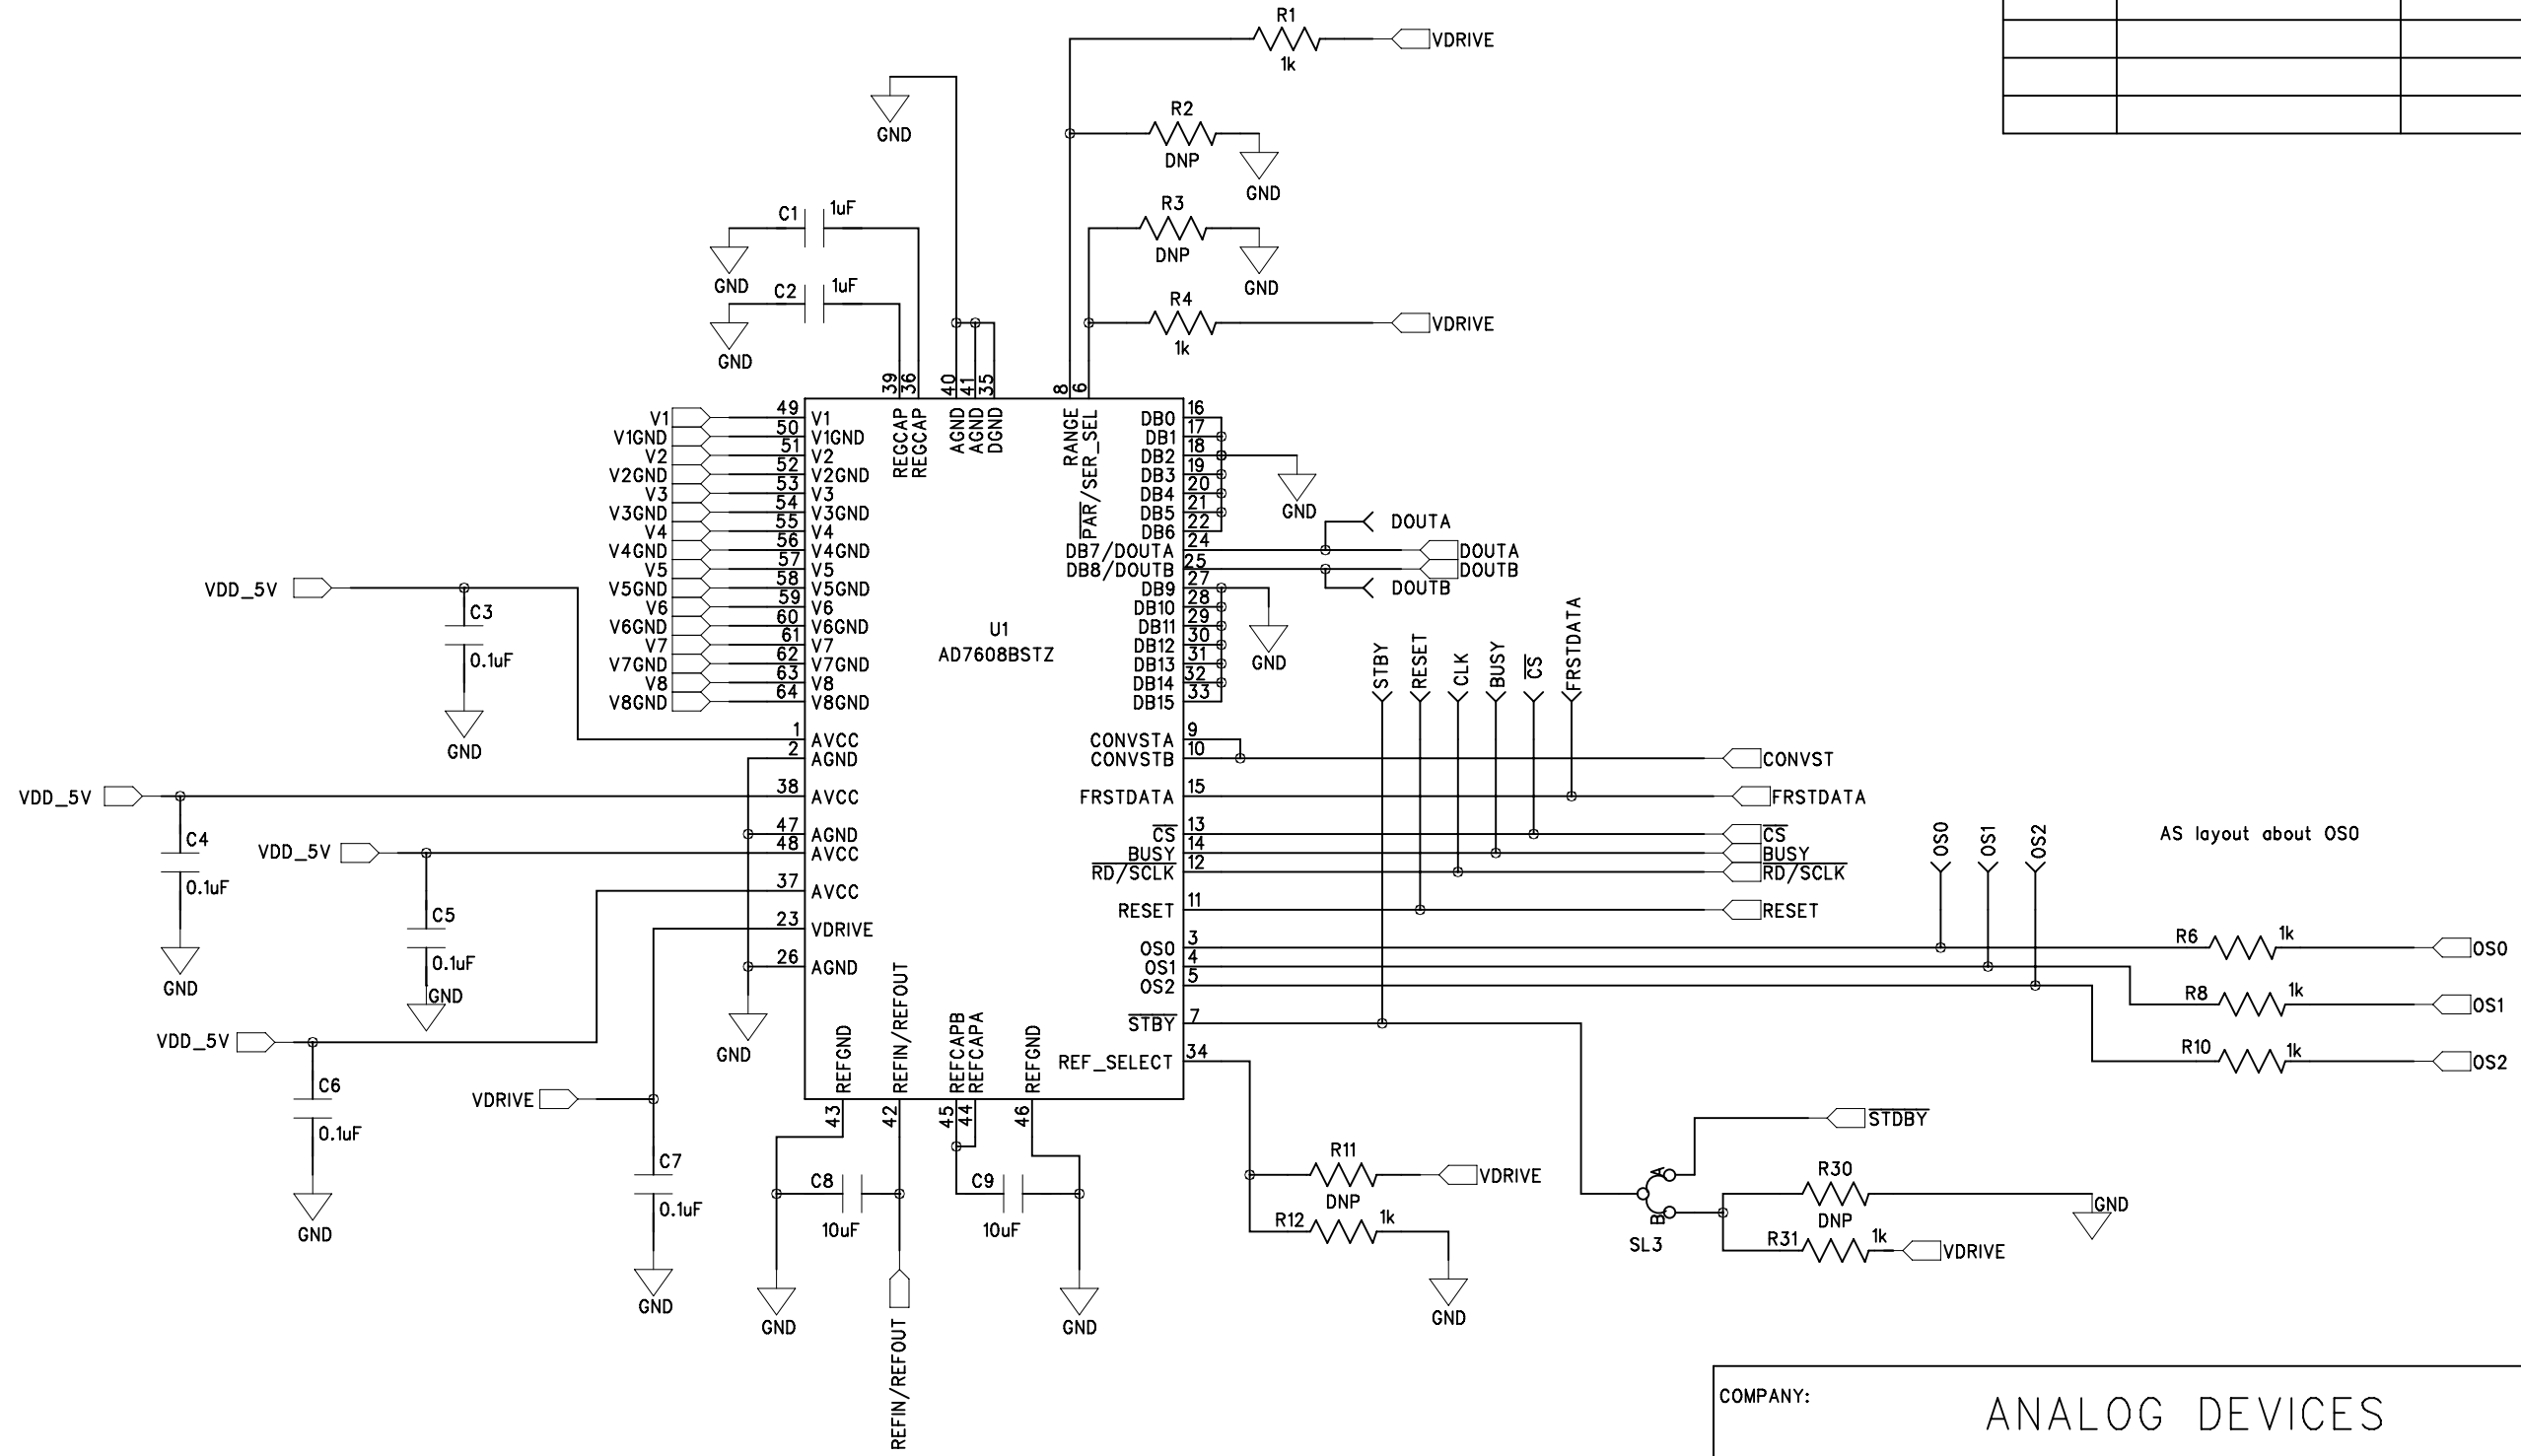 R1
VDRIVE
1k
GND
R2
DNP
GND
R3
DNP
GND
C1
1uF
GND
C2
1uF
GND
R4
VDRIVE
1k
39
36
40
41
35
8
6
REGCAP
REGCAP
AGND
AGND
DGND
RANGE
PAR/SER_SEL
V1 49 V1
V1GND 50 V1GND
V2 51 V2
V2GND 52 V2GND
V3 53 V3
V3GND 54 V3GND
V4 55 V4
V4GND 56 V4GND
V5 57 V5
V5GND 58 V5GND
V6 59 V6
V6GND 60 V6GND
V7 61 V7
V7GND 62 V7GND
V8 63 V8
V8GND 64 V8GND
DB0 16
DB1 17
DB2 18
DB3 19
DB4 20
DB5 21
DB6 22
GND
DOUTA
DB7/DOUTA 24 DOUTA
DB8/DOUTB 25 DOUTB
DOUTB
DB9 27
DB10 28
DB11 29
DB12 30
DB13 31
DB14 32
DB15 33
GND
U1
AD7608BSTZ
VDD_5V
C3
0.1uF
GND
1 AVCC
2 AGND
VDD_5V
38 AVCC
C4
0.1uF
GND
47 AGND
VDD_5V
48 AVCC
C5
0.1uF
GND
37 AVCC
23 VDRIVE
26 AGND
GND
VDD_5V
C6
0.1uF
GND
VDRIVE
C7
0.1uF
GND
STBY
RESET
CLK
BUSY
CS
FRSTDATA
CONVSTA 9
CONVSTB 10 CONVST
FRSTDATA 15 FRSTDATA
CS 13 CS
BUSY 14 BUSY
RD/SCLK 12 RD/SCLK
RESET 11 RESET
OS0
OS1
OS2
AS layout about OS0
OS0 3 R6 1k OS0
OS1 4 R8 1k OS1
OS2 5 R10 1k OS2
STBY 7
REF_SELECT 34
REFGND
REFIN/REFOUT
REFCAPB
REFCAPA
REFGND
43
42
45
44
46
C8
10uF
C9
10uF
GND
REFIN/REFOUT
GND
R11
DNP
VDRIVE
R12 1k
GND
STDBY
A
B
SL3
R30
DNP
GND
R31 1k
VDRIVE
COMPANY:
ANALOG DEVICES